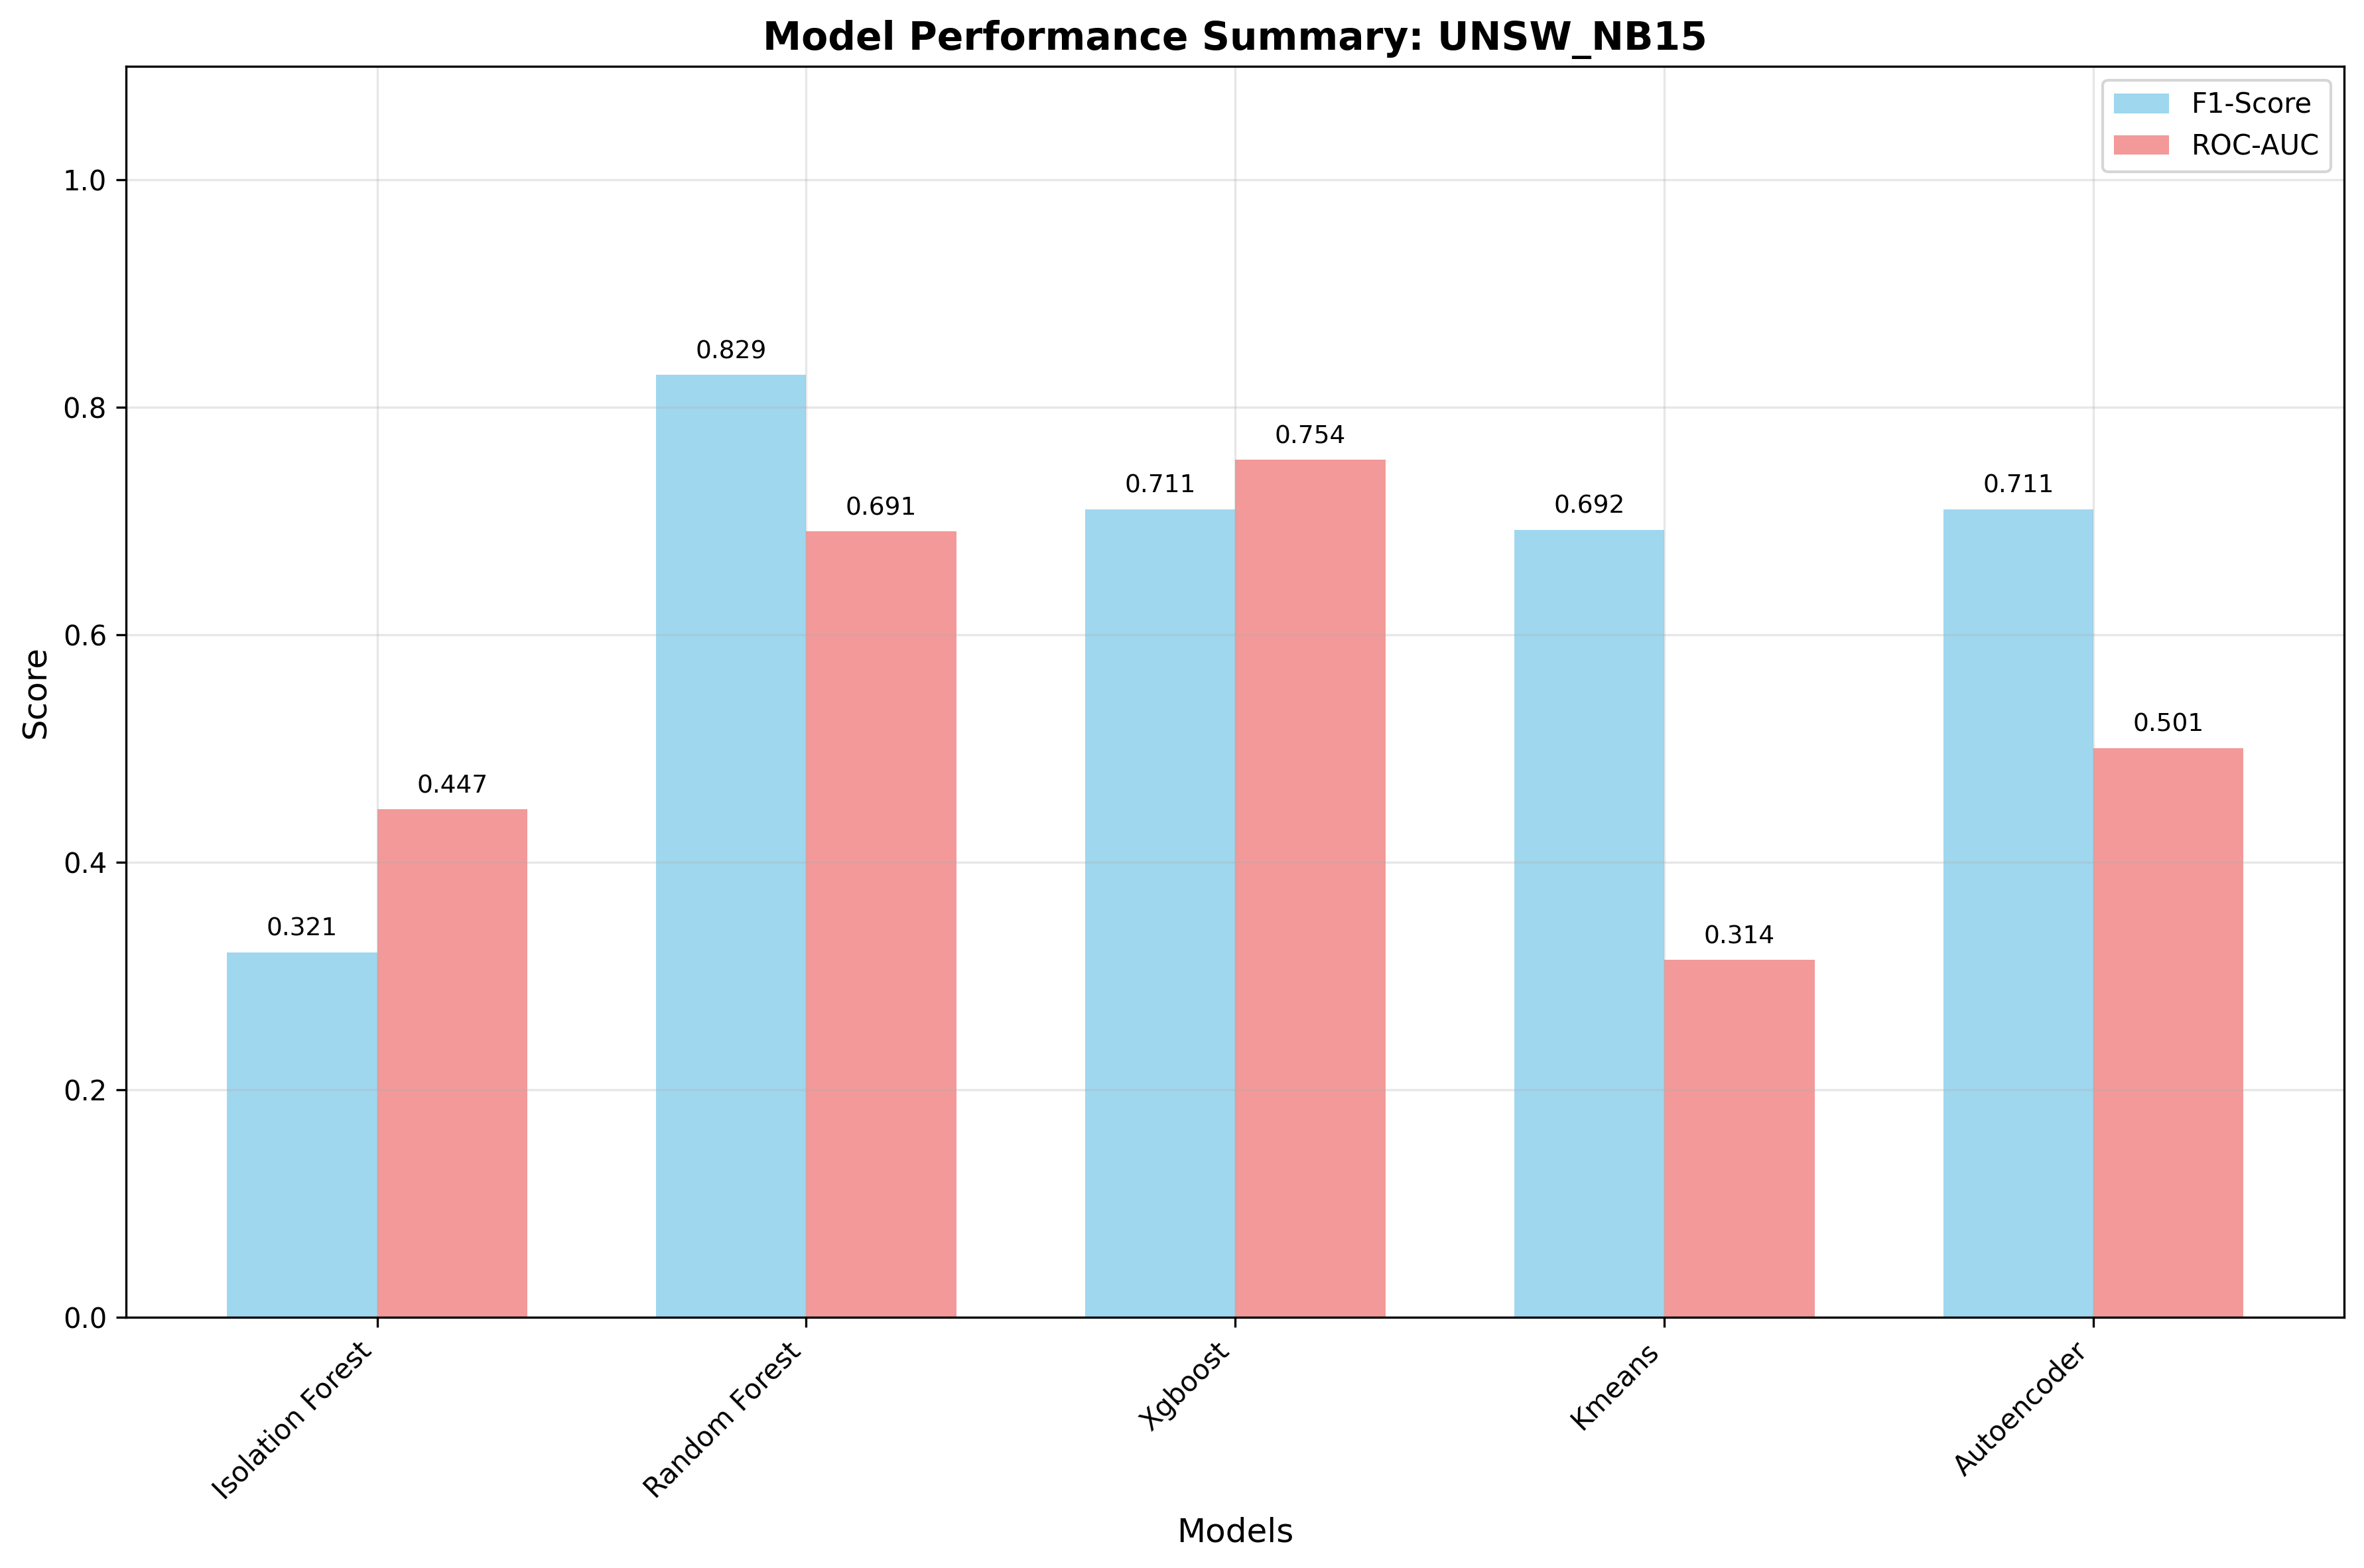 Model Performance Summary: UNSW_NB15
F1-Score
ROC-AUC
Score
1.0
0.8
0.6
0.4
0.2
0.0
0.321
0.447
0.829
0.691
0.711
0.754
0.692
0.314
0.711
0.501
Isolation Forest
Random Forest
Xgboost
Kmeans
Autoencoder
Models